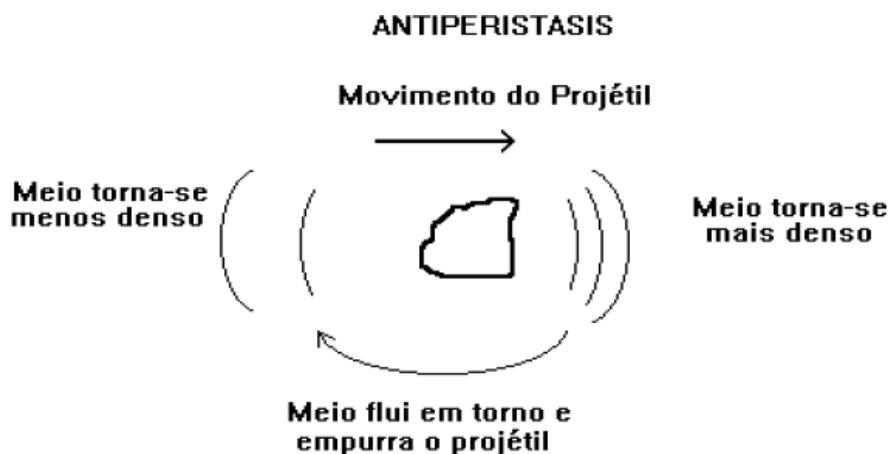 ANTIPERISTASIS
Movimento do Projétil
Meio torna-se
menos denso
Meio torna-se
mais denso
Meio flui em torno e
empurra o projétil